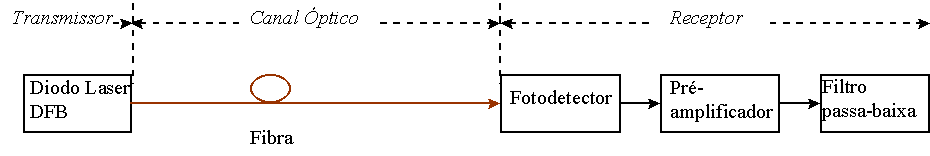 Transmissor
Canal Óptico
Receptor
Diodo Laser
DFB
Fibra
Fotodetector
Pré-
amplificador
Filtro
passa-baixa